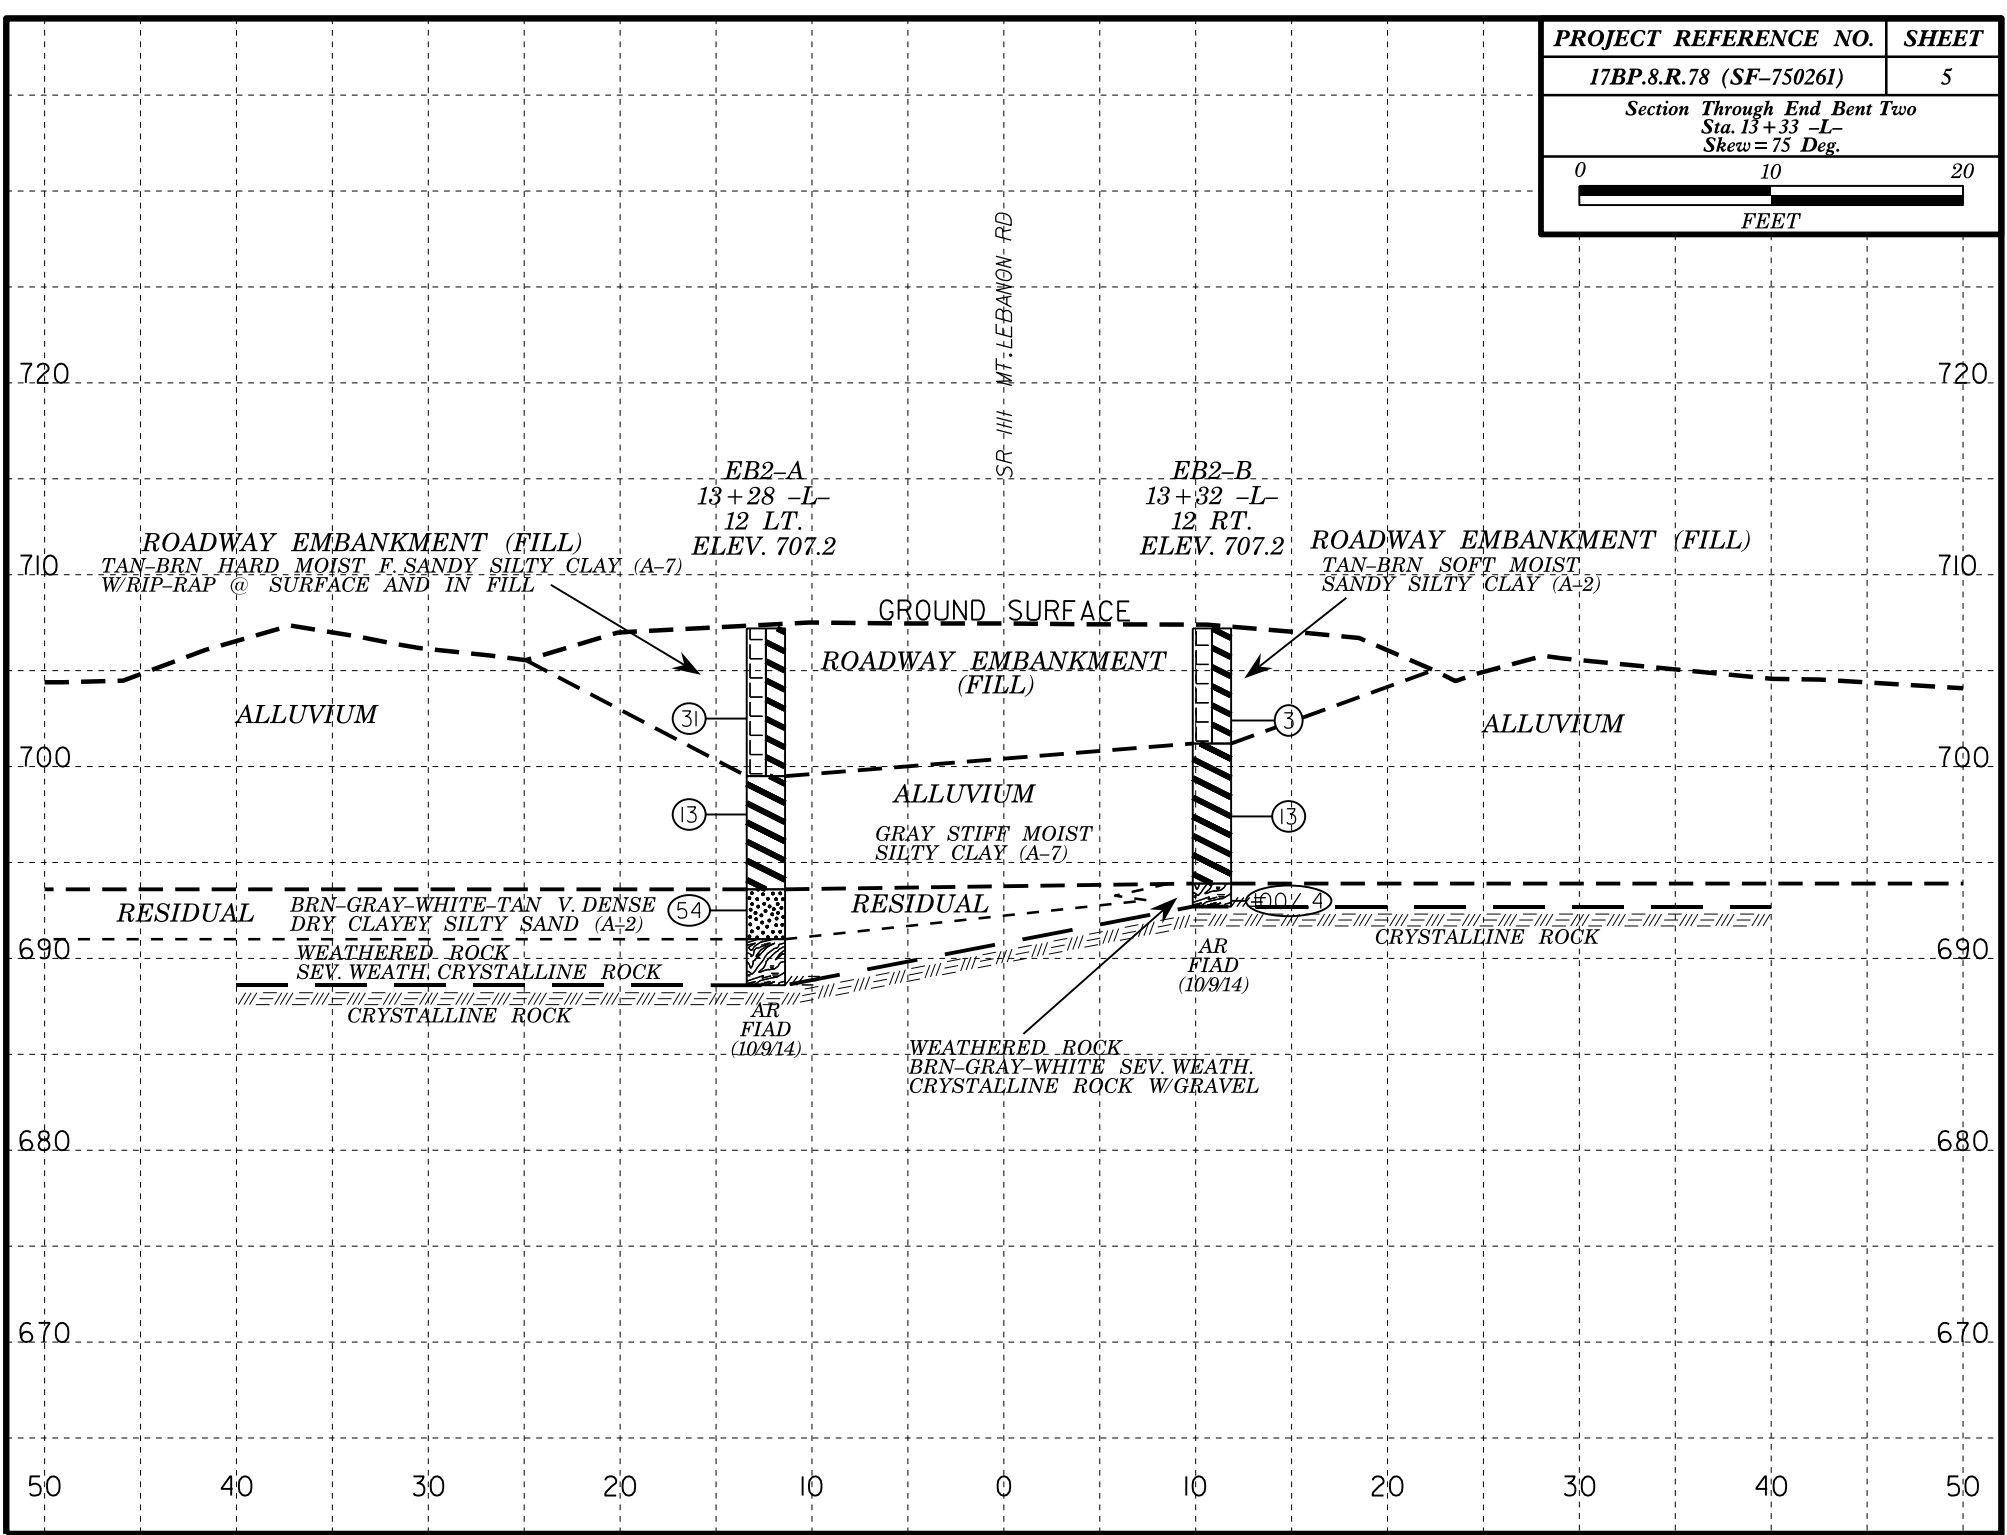 PROJECT REFERENCE NO. SHEET
17BP.8.R.78 (SF-750261) 5
Section Through End Bent Two
Sta. 13+33 -L-
Skew=75 Deg.
0 10 20
FEET
SR 1111 MT. LEBANON RD
720 720
EB2-A
13+28 -L-
12 LT.
ELEV. 707.2
EB2-B
13+32 -L-
12 RT.
ELEV. 707.2
ROADWAY EMBANKMENT (FILL)
TAN-BRN HARD MOIST F. SANDY SILTY CLAY (A-7)
W/RIP-RAP @ SURFACE AND IN FILL
ROADWAY EMBANKMENT (FILL)
TAN-BRN SOFT MOIST
SANDY SILTY CLAY (A-2)
710 710
GROUND SURFACE
ROADWAY EMBANKMENT
(FILL)
ALLUVIUM
31
3
ALLUVIUM
700 700
ALLUVIUM
13
13
GRAY STIFF MOIST
SILTY CLAY (A-7)
RESIDUAL
BRN-GRAY-WHITE-TAN V. DENSE
DRY CLAYEY SILTY SAND (A-2)
54
RESIDUAL
100/.4
690 690
WEATHERED ROCK
SEV. WEATH. CRYSTALLINE ROCK
CRYSTALLINE ROCK
AR
FIAD
(10/9/14)
CRYSTALLINE ROCK
AR
FIAD
(10/9/14)
WEATHERED ROCK
BRN-GRAY-WHITE SEV. WEATH.
CRYSTALLINE ROCK W/GRAVEL
680 680
670 670
50 40 30 20 10 0 10 20 30 40 50